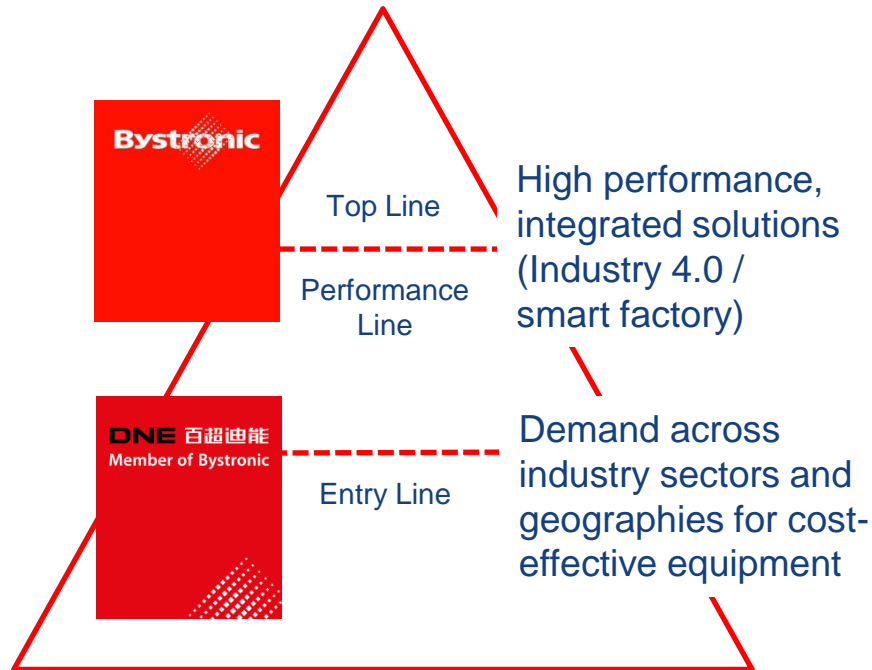 Bystronic
Top Line
Performance
Line
High performance,
integrated solutions
(Industry 4.0 /
smart factory)
DNE 百超迪能
Member of Bystronic
Entry Line
Demand across
industry sectors and
geographies for cost-
effective equipment